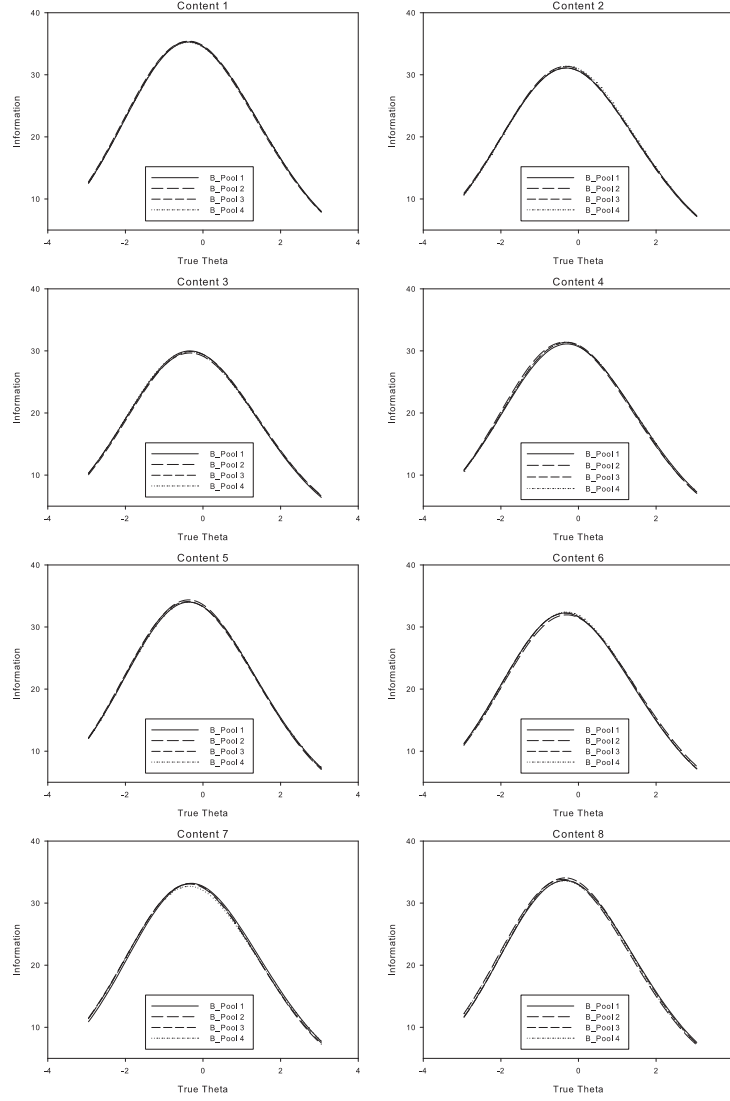 Content 1
Content 2
40
30
20
10
Information
B_Pool 1
B_Pool 2
B_Pool 3
B_Pool 4
–4
–2
0
2
4
True Theta
40
30
20
10
Information
B_Pool 1
B_Pool 2
B_Pool 3
B_Pool 4
–4
–2
0
2
True Theta
Content 3
Content 4
40
30
20
10
Information
B_Pool 1
B_Pool 2
B_Pool 3
B_Pool 4
–4
–2
0
2
4
True Theta
40
30
20
10
Information
B_Pool 1
B_Pool 2
B_Pool 3
B_Pool 4
–4
–2
0
2
True Theta
Content 5
Content 6
40
30
20
10
Information
B_Pool 1
B_Pool 2
B_Pool 3
B_Pool 4
–4
–2
0
2
4
True Theta
40
30
20
10
Information
B_Pool 1
B_Pool 2
B_Pool 3
B_Pool 4
–4
–2
0
2
True Theta
Content 7
Content 8
40
30
20
10
Information
B_Pool 1
B_Pool 2
B_Pool 3
B_Pool 4
–4
–2
0
2
4
True Theta
40
30
20
10
Information
B_Pool 1
B_Pool 2
B_Pool 3
B_Pool 4
–4
–2
0
2
True Theta